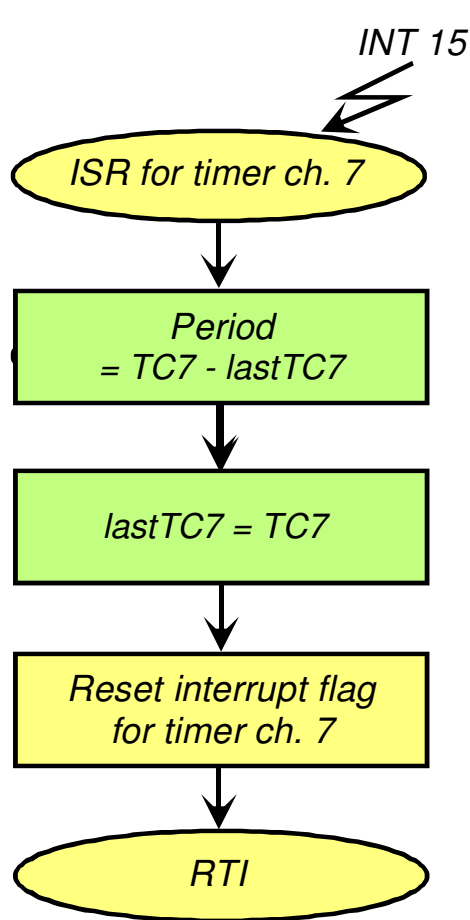 INT 15
ISR for timer ch. 7
Period
= TC7 - lastTC7
lastTC7 = TC7
Reset interrupt flag
for timer ch. 7
RTI